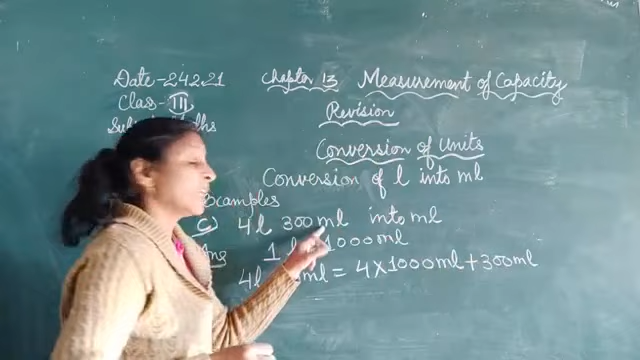 Date-24.2.21
Chapter 13 Measurement of Capacity
Class-III
Revision
Conversion of Units
Conversion of l into ml
Examples
C) 4l 300ml into ml
Ans 1 l 1000ml
4l ml = 4×1000ml+300ml